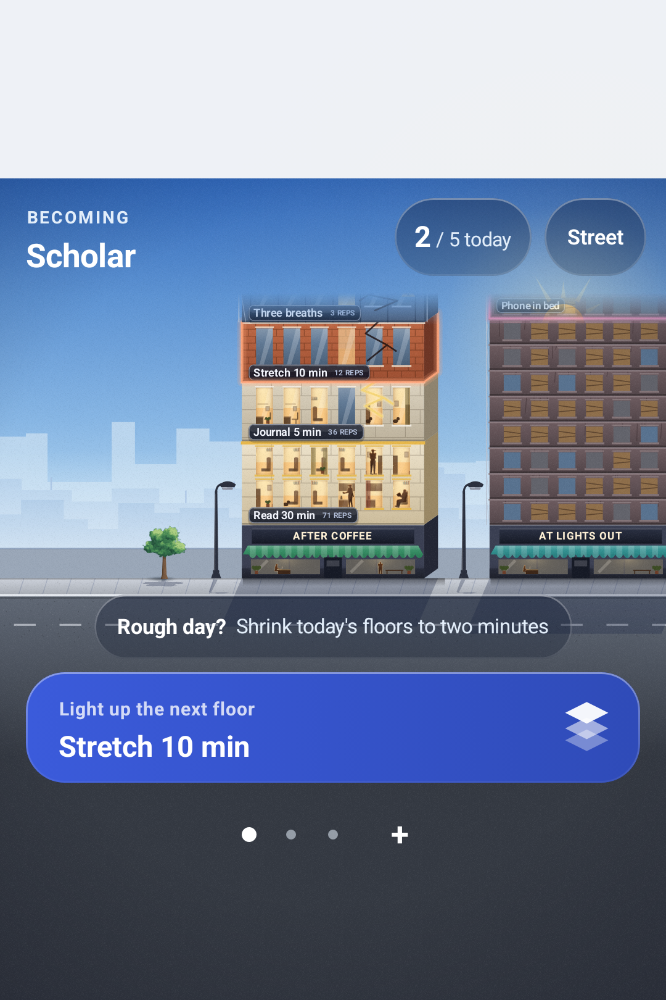 BECOMING
Scholar
2 / 5 today
Street
Three breaths 3 REPS
Phone in bed
Stretch 10 min 12 REPS
Journal 5 min 36 REPS
Read 30 min 71 REPS
AFTER COFFEE
AT LIGHTS OUT
Rough day? Shrink today's floors to two minutes
Light up the next floor
Stretch 10 min
+